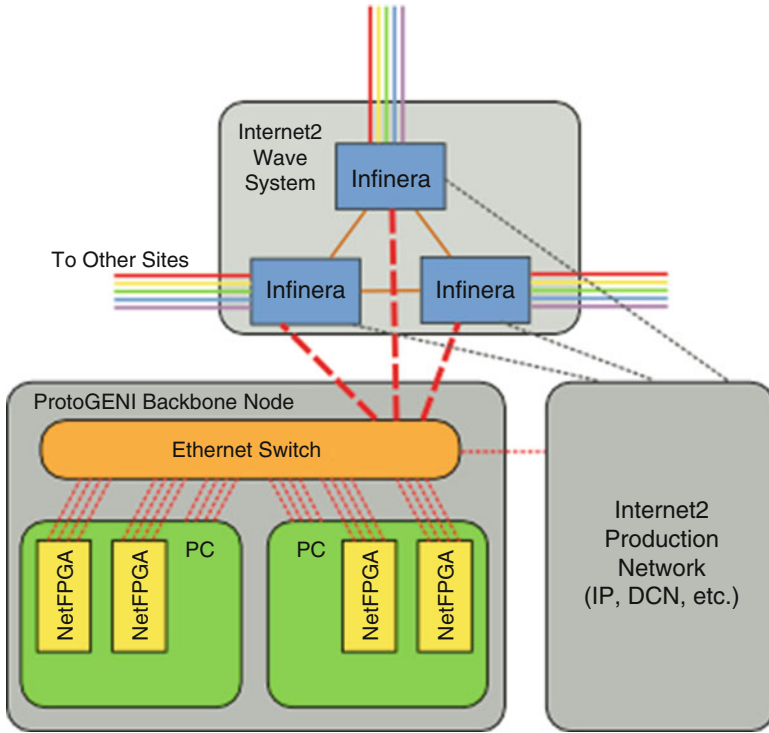 Internet2
Wave
System
Infinera
To Other Sites
Infinera
Infinera
ProtoGENI Backbone Node
Ethernet Switch
PC
PC
NetFPGA
NetFPGA
NetFPGA
NetFPGA
Internet2
Production
Network
(IP, DCN, etc.)